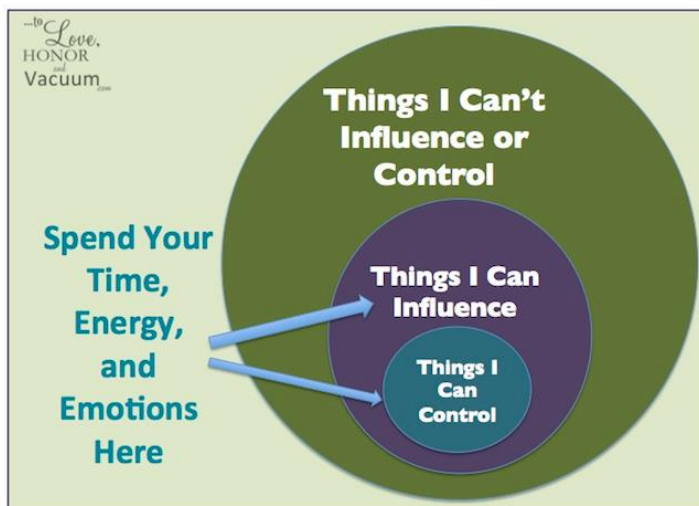 ...to
Love,
HONOR
and
Vacuum
.com
Things I Can't
Influence or
Control
Spend Your
Time,
Energy,
and
Emotions
Here
Things I Can
Influence
Things I
Can
Control